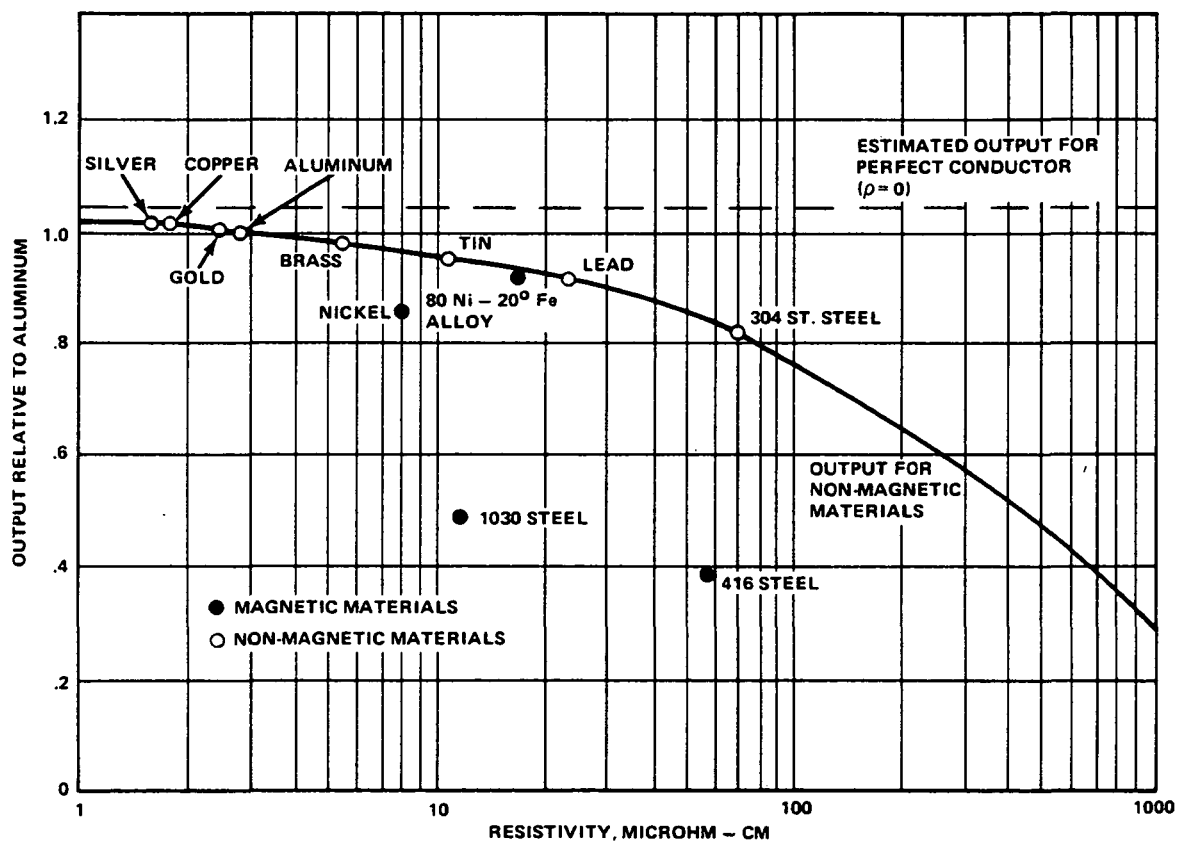 1.2
1.0
.8
.6
.4
.2
0
OUTPUT RELATIVE TO ALUMINUM
SILVER
COPPER
ALUMINUM
GOLD
BRASS
TIN
LEAD
NICKEL
80 Ni – 20° Fe
ALLOY
304 ST. STEEL
1030 STEEL
416 STEEL
ESTIMATED OUTPUT FOR
PERFECT CONDUCTOR
(ρ = 0)
OUTPUT FOR
NON-MAGNETIC
MATERIALS
● MAGNETIC MATERIALS
○ NON-MAGNETIC MATERIALS
1
10
100
1000
RESISTIVITY, MICROHM – CM